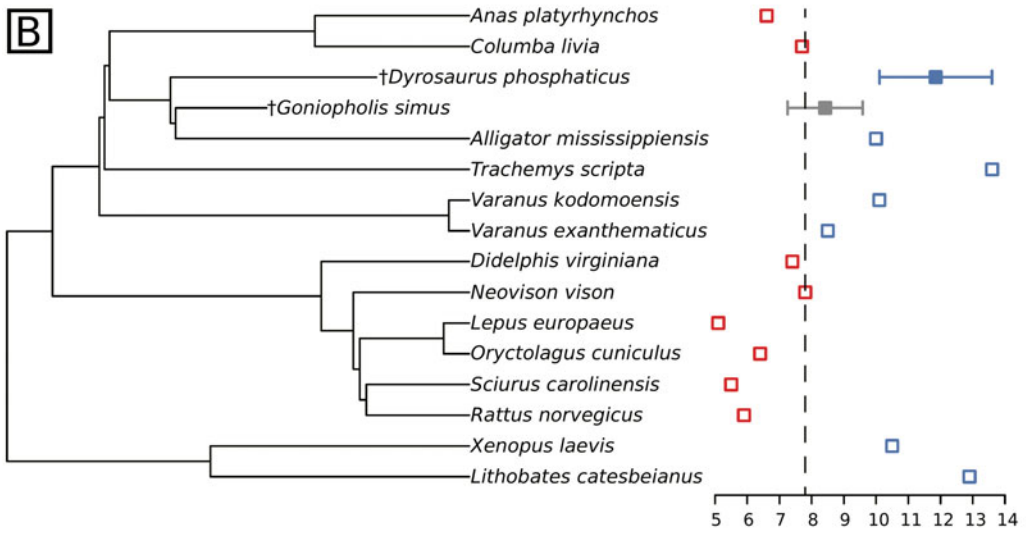 B
Anas platyrhynchos
Columba livia
†Dyrosaurus phosphaticus
†Goniopholis simus
Alligator mississippiensis
Trachemys scripta
Varanus kodomoensis
Varanus exanthematicus
Didelphis virginiana
Neovison vison
Lepus europaeus
Oryctolagus cuniculus
Sciurus carolinensis
Rattus norvegicus
Xenopus laevis
Lithobates catesbeianus
5 6 7 8 9 10 11 12 13 14